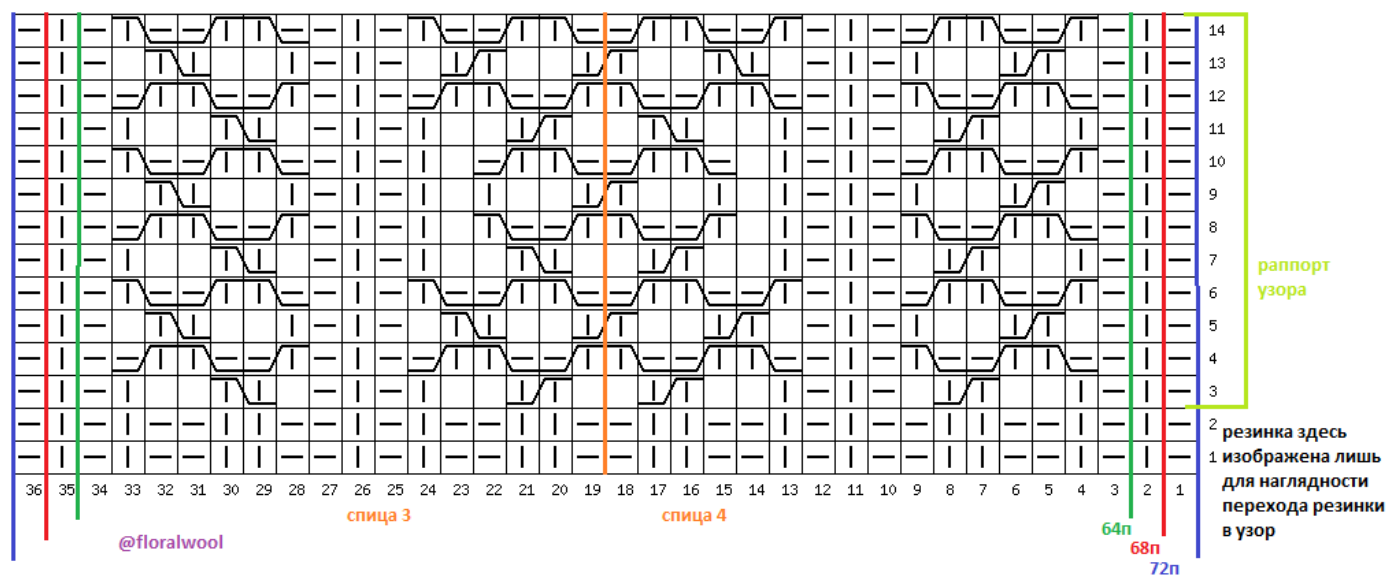 14
13
12
11
10
9
8
7
6
5
4
3
2
1
раппорт
узора
резинка здесь
изображена лишь
для наглядности
перехода резинки
в узор
36 35 34 33 32 31 30 29 28 27 26 25 24 23 22 21 20 19 18 17 16 15 14 13 12 11 10 9 8 7 6 5 4 3 2 1
спица 3 спица 4
@floralwool
64п
68п
72п